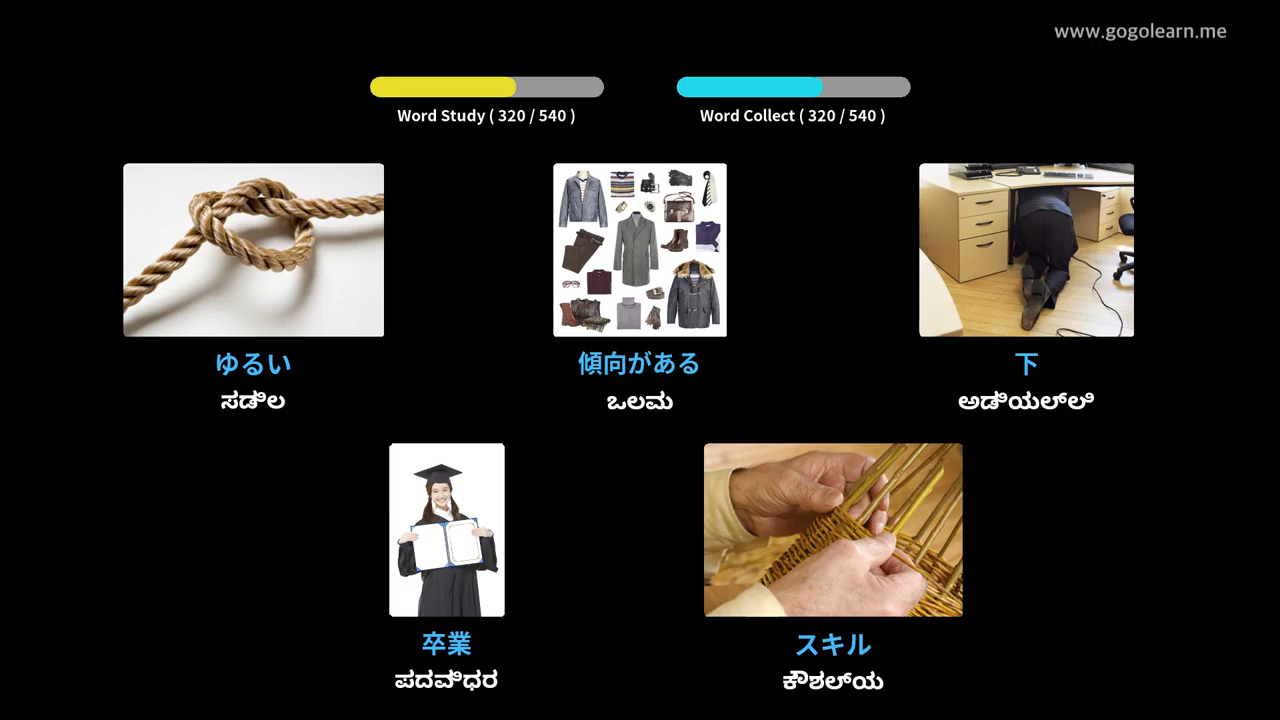 www.gogolearn.me
Word Study ( 320 / 540 )
Word Collect ( 320 / 540 )
ゆるい
ಸಡಿಲ
傾向がある
ಒಲಮ
下
ಅಡಿಯಲ್ಲಿ
卒業
ಪದವಿಧರ
スキル
ಕೌಶಲ್ಯ